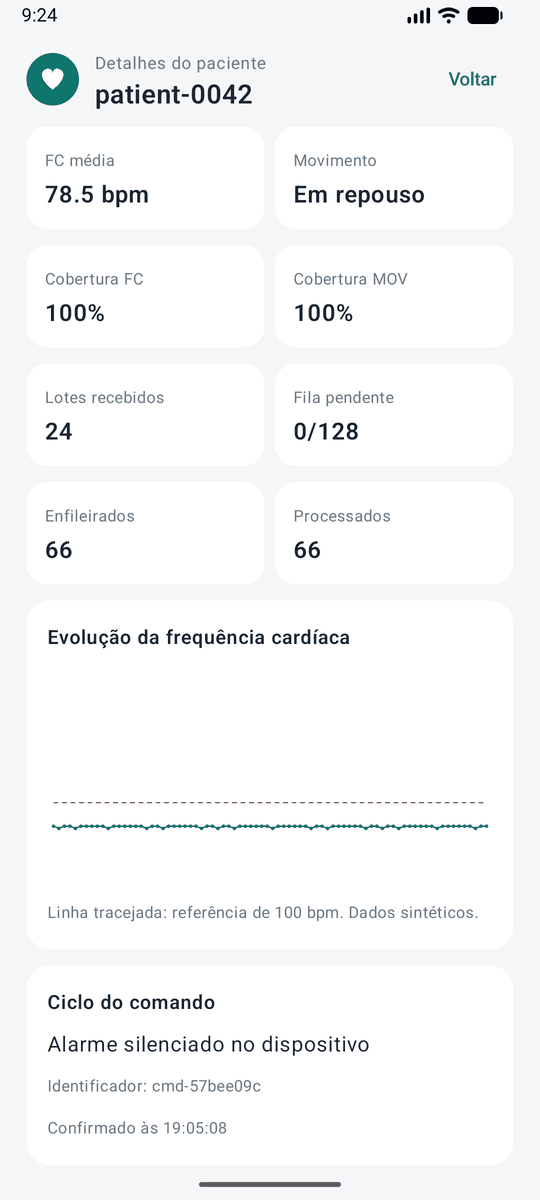 9:24
Detalhes do paciente
patient-0042
Voltar
FC média
78.5 bpm
Movimento
Em repouso
Cobertura FC
100%
Cobertura MOV
100%
Lotes recebidos
24
Fila pendente
0/128
Enfileirados
66
Processados
66
Evolução da frequência cardíaca
Linha tracejada: referência de 100 bpm. Dados sintéticos.
Ciclo do comando
Alarme silenciado no dispositivo
Identificador: cmd-57bee09c
Confirmado às 19:05:08